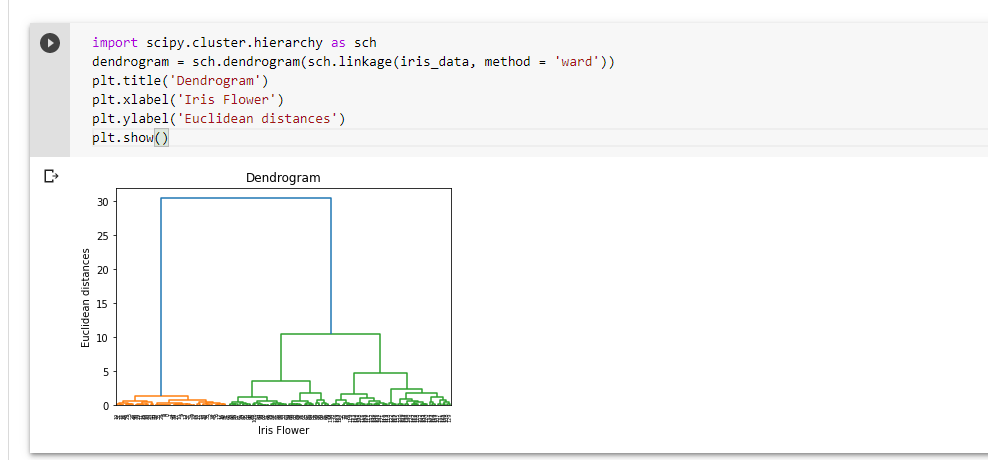 import scipy.cluster.hierarchy as sch
dendrogram = sch.dendrogram(sch.linkage(iris_data, method = 'ward'))
plt.title('Dendrogram')
plt.xlabel('Iris Flower')
plt.ylabel('Euclidean distances')
plt.show()
Dendrogram
30
25
20
15
10
5
0
Euclidean distances
Iris Flower